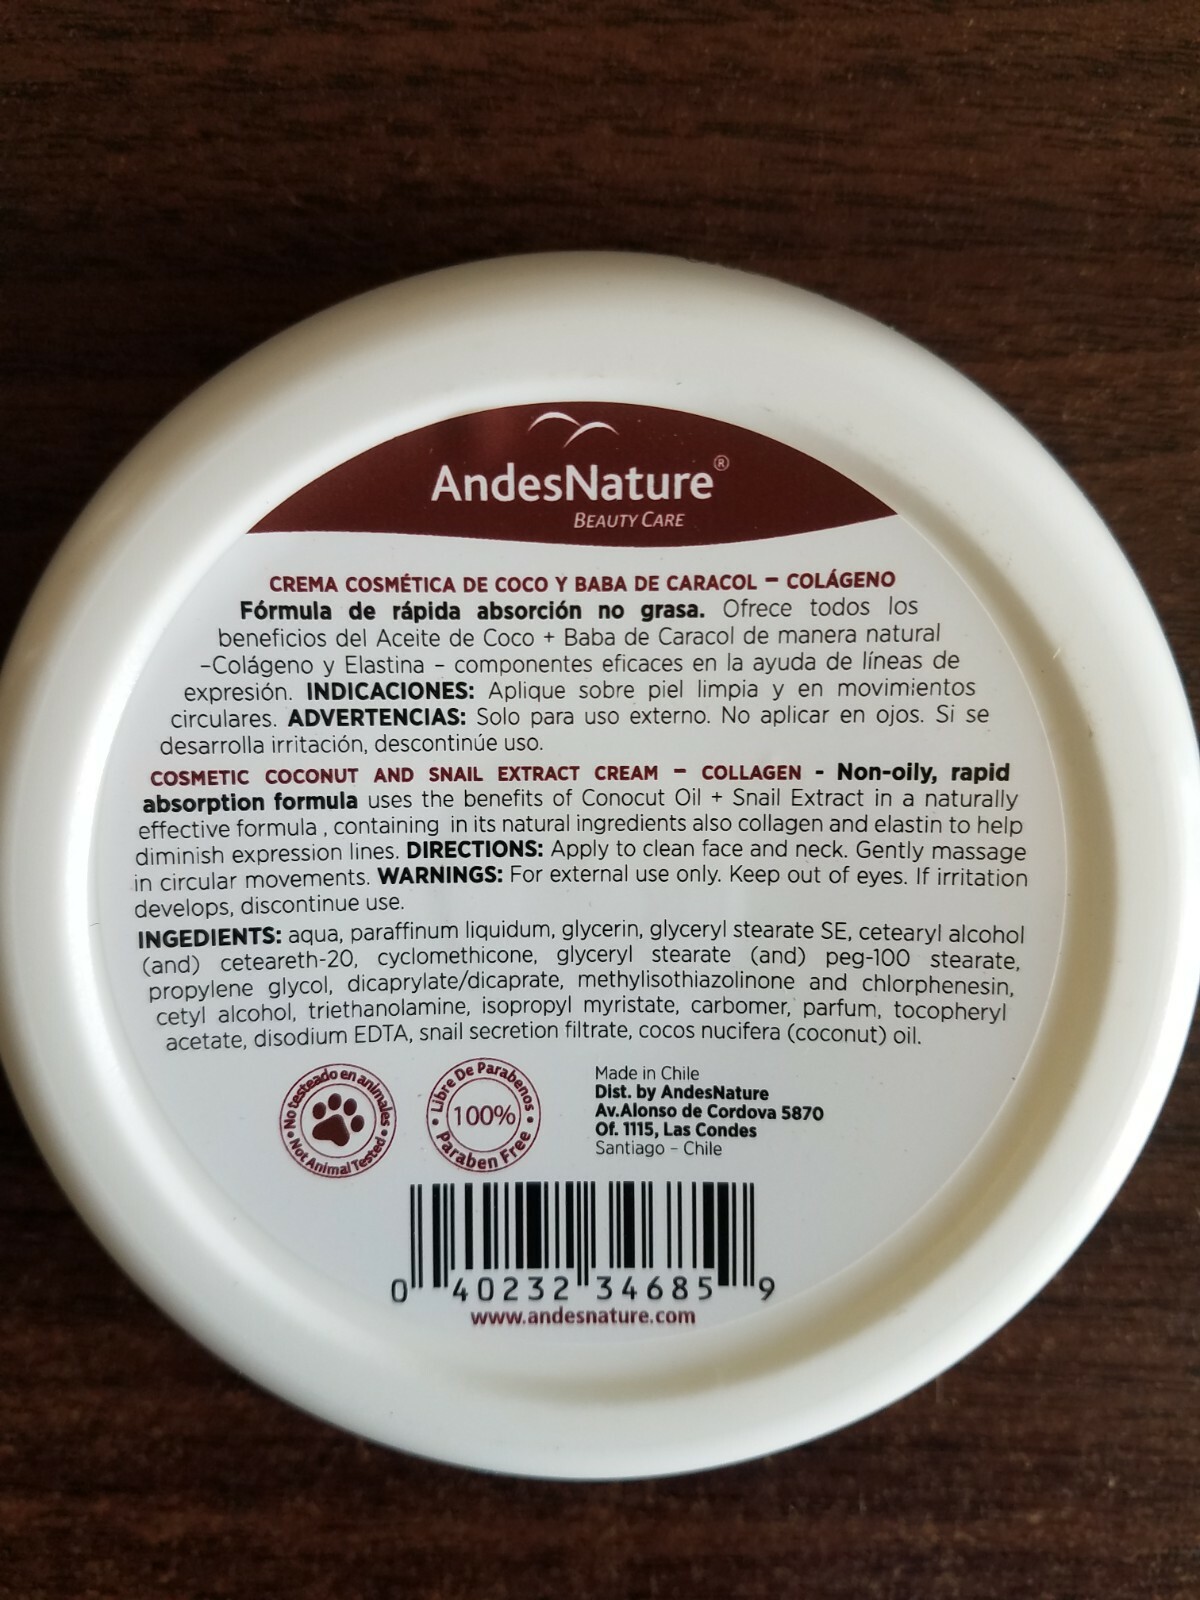 AndesNature®
BEAUTY CARE
CREMA COSMÉTICA DE COCO Y BABA DE CARACOL – COLÁGENO
Fórmula de rápida absorción no grasa. Ofrece todos los
beneficios del Aceite de Coco + Baba de Caracol de manera natural
-Colágeno y Elastina - componentes eficaces en la ayuda de líneas de
expresión. INDICACIONES: Aplique sobre piel limpia y en movimientos
circulares. ADVERTENCIAS: Solo para uso externo. No aplicar en ojos. Si se
desarrolla irritación, descontinúe uso.
COSMETIC COCONUT AND SNAIL EXTRACT CREAM – COLLAGEN - Non-oily, rapid
absorption formula uses the benefits of Conocut Oil + Snail Extract in a naturally
effective formula , containing in its natural ingredients also collagen and elastin to help
diminish expression lines. DIRECTIONS: Apply to clean face and neck. Gently massage
in circular movements. WARNINGS: For external use only. Keep out of eyes. If irritation
develops, discontinue use.
INGEDIENTS: aqua, paraffinum liquidum, glycerin, glyceryl stearate SE, cetearyl alcohol
(and) ceteareth-20, cyclomethicone, glyceryl stearate (and) peg-100 stearate,
propylene glycol, dicaprylate/dicaprate, methylisothiazolinone and chlorphenesin,
cetyl alcohol, triethanolamine, isopropyl myristate, carbomer, parfum, tocopheryl
acetate, disodium EDTA, snail secretion filtrate, cocos nucifera (coconut) oil.
No testeado en animales
Not Animal Tested
Libre De Parabenos
100%
Paraben Free
Made in Chile
Dist. by AndesNature
Av.Alonso de Cordova 5870
Of. 1115, Las Condes
Santiago - Chile
0 40232 34685 9
www.andesnature.com